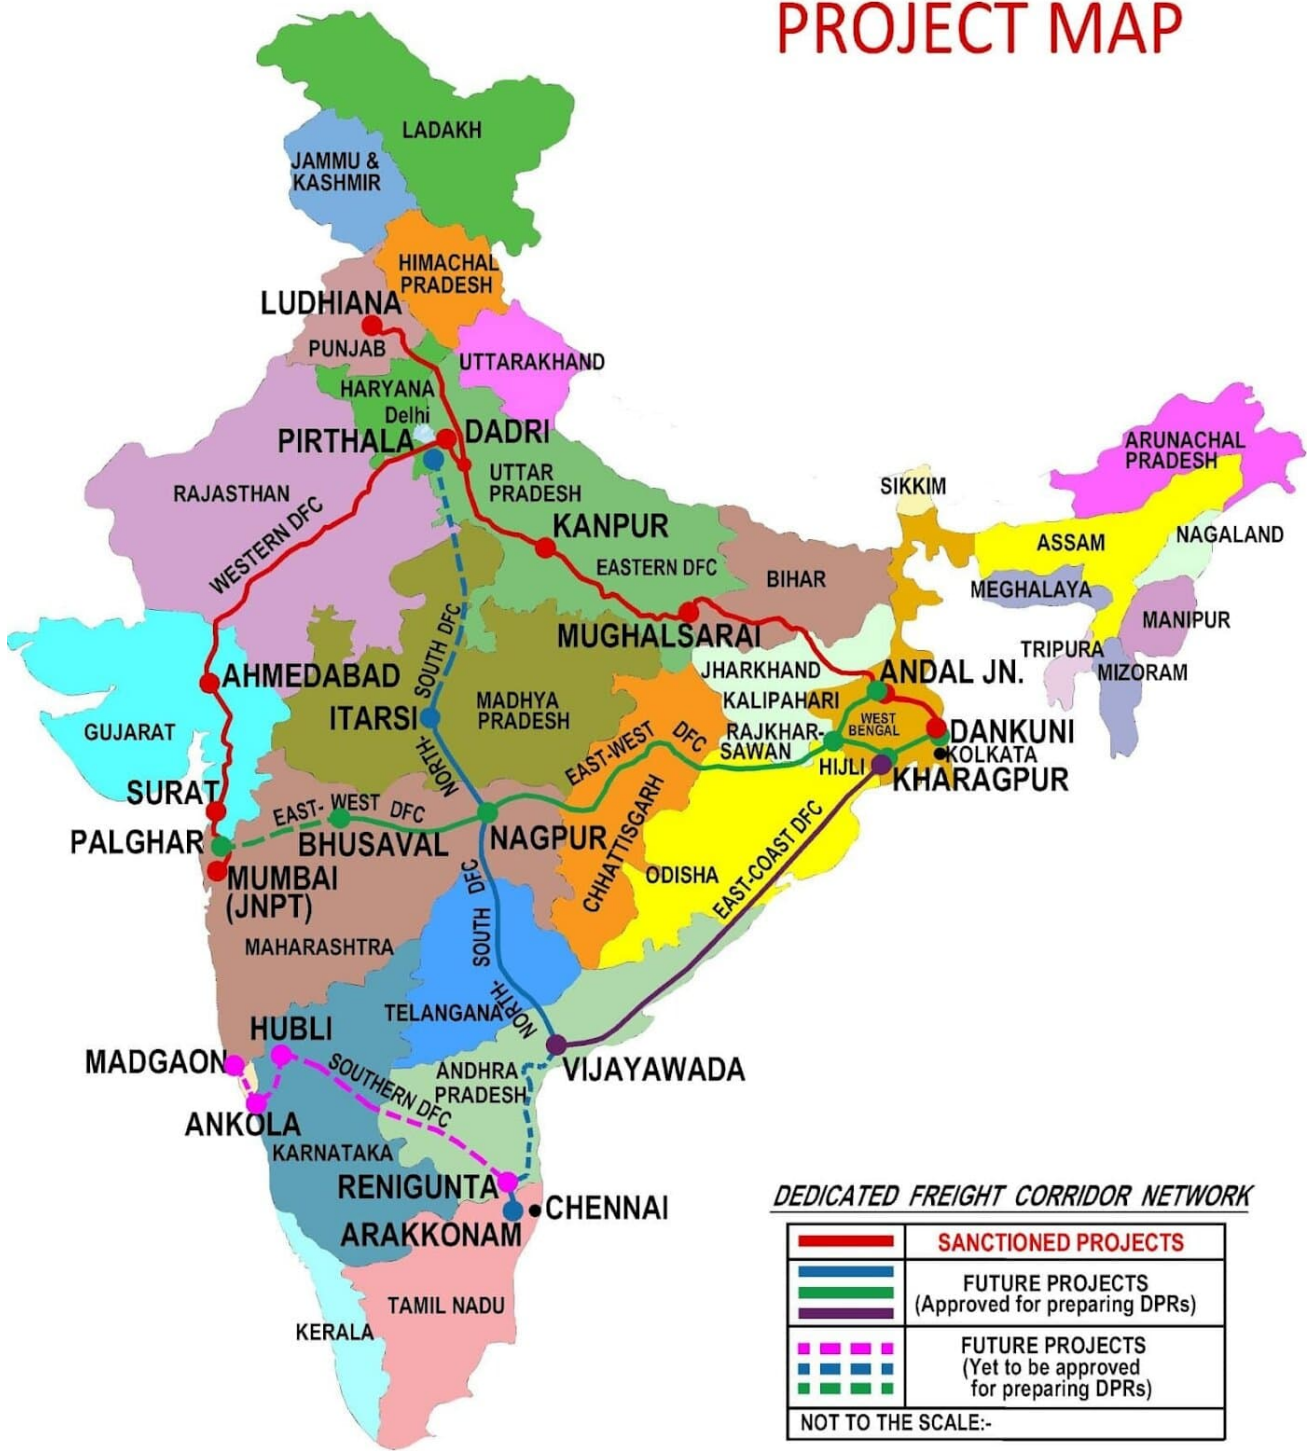 PROJECT MAP
LADAKH
JAMMU &
KASHMIR
HIMACHAL
PRADESH
LUDHIANA
PUNJAB
UTTARAKHAND
HARYANA
Delhi
PIRTHALA
DADRI
UTTAR
PRADESH
RAJASTHAN
WESTERN DFC
KANPUR
EASTERN DFC
BIHAR
SIKKIM
ARUNACHAL
PRADESH
ASSAM
NAGALAND
MEGHALAYA
MANIPUR
TRIPURA
MIZORAM
MUGHALSARAI
JHARKHAND
ANDAL JN.
KALIPAHARI
WEST
BENGAL
RAJKHAR-
SAWAN
DANKUNI
KOLKATA
HIJLI
KHARAGPUR
AHMEDABAD
GUJARAT
ITARSI
MADHYA
PRADESH
NORTH-
SOUTH DFC
SURAT
PALGHAR
EAST- WEST DFC
BHUSAVAL
NAGPUR
EAST-WEST DFC
CHHATTISGARH
ODISHA
EAST-COAST DFC
MUMBAI
(JNPT)
MAHARASHTRA
NORTH-
SOUTH DFC
TELANGANA
HUBLI
MADGAON
ANKOLA
SOUTHERN DFC
ANDHRA
PRADESH
VIJAYAWADA
KARNATAKA
RENIGUNTA
CHENNAI
ARAKKONAM
TAMIL NADU
KERALA
DEDICATED FREIGHT CORRIDOR NETWORK
SANCTIONED PROJECTS
FUTURE PROJECTS
(Approved for preparing DPRs)
FUTURE PROJECTS
(Yet to be approved
for preparing DPRs)
NOT TO THE SCALE:-